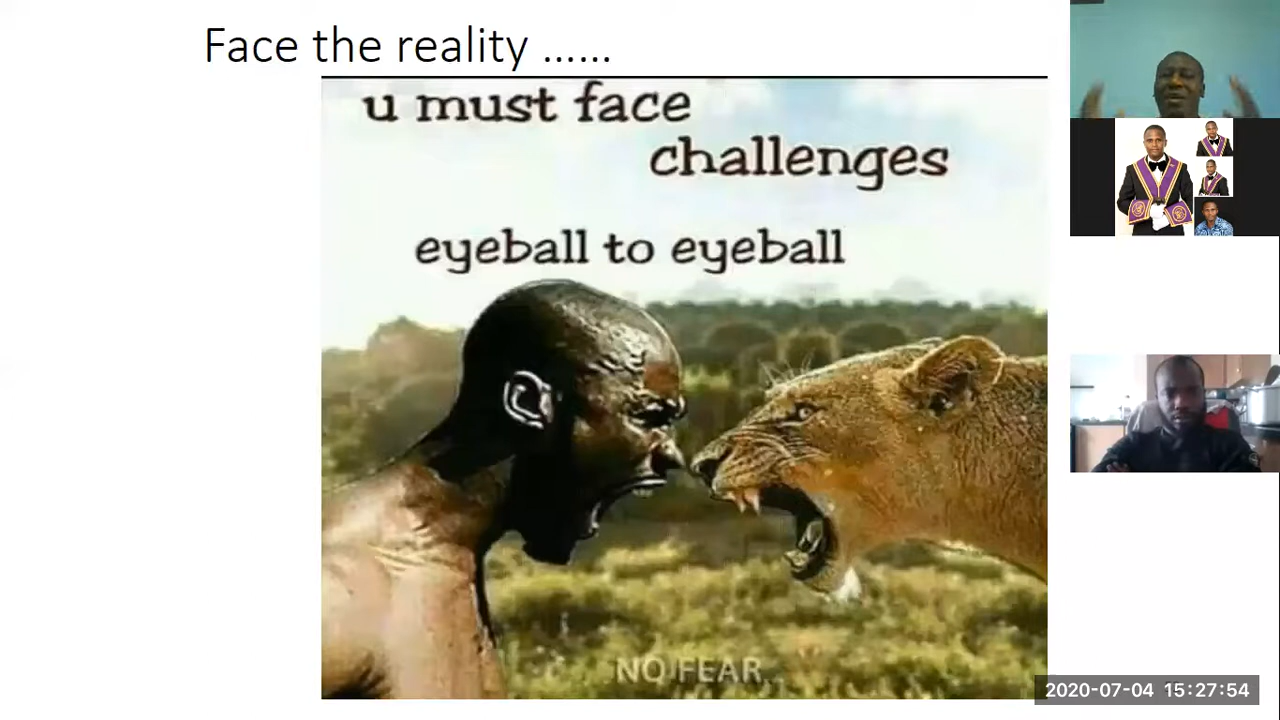 Face the reality ......
u must face
challenges
eyeball to eyeball
NO FEAR...
2020-07-04 15:27:54